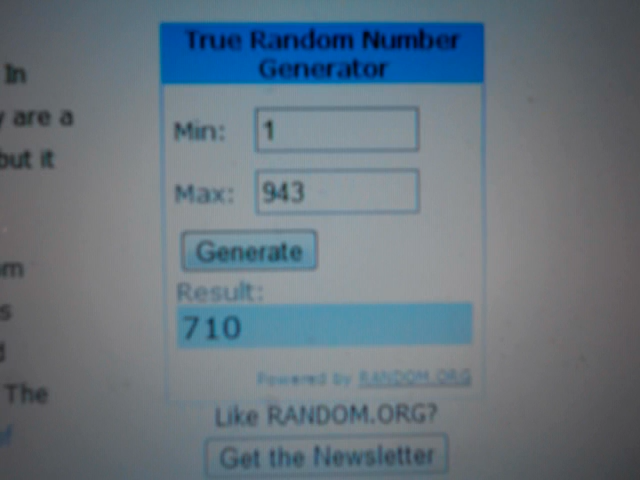 True Random Number
Generator
In
are a
but it
Min: 1
Max: 943
Generate
Result:
710
Powered by RANDOM.ORG
The
of
Like RANDOM.ORG?
Get the Newsletter